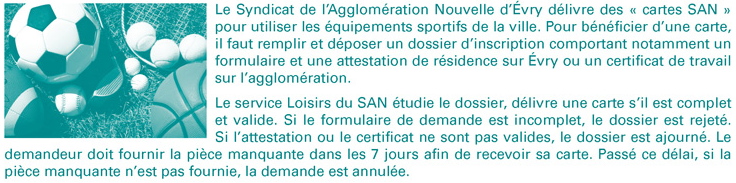 Le Syndicat de l'Agglomération Nouvelle d'Évry délivre des « cartes SAN »
pour utiliser les équipements sportifs de la ville. Pour bénéficier d'une carte,
il faut remplir et déposer un dossier d'inscription comportant notamment un
formulaire et une attestation de résidence sur Évry ou un certificat de travail
sur l'agglomération.
Le service Loisirs du SAN étudie le dossier, délivre une carte s'il est complet
et valide. Si le formulaire de demande est incomplet, le dossier est rejeté.
Si l'attestation ou le certificat ne sont pas valides, le dossier est ajourné. Le
demandeur doit fournir la pièce manquante dans les 7 jours afin de recevoir sa carte. Passé ce délai, si la
pièce manquante n'est pas fournie, la demande est annulée.